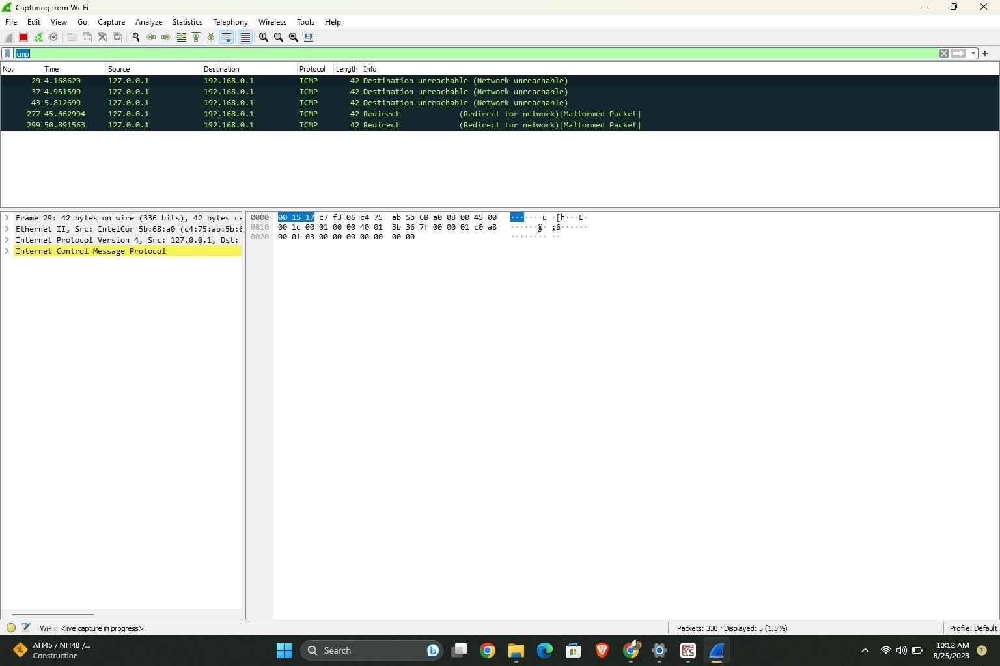 Capturing from Wi-Fi
File Edit View Go Capture Analyze Statistics Telephony Wireless Tools Help
icmp
No. Time Source Destination Protocol Length Info
29 4.168629 127.0.0.1 192.168.0.1 ICMP 42 Destination unreachable (Network unreachable)
37 4.951599 127.0.0.1 192.168.0.1 ICMP 42 Destination unreachable (Network unreachable)
43 5.812699 127.0.0.1 192.168.0.1 ICMP 42 Destination unreachable (Network unreachable)
277 45.662994 127.0.0.1 192.168.0.1 ICMP 42 Redirect (Redirect for network)[Malformed Packet]
299 50.891563 127.0.0.1 192.168.0.1 ICMP 42 Redirect (Redirect for network)[Malformed Packet]
Frame 29: 42 bytes on wire (336 bits), 42 bytes ca
Ethernet II, Src: IntelCor_5b:68:a0 (c4:75:ab:5b:6
Internet Protocol Version 4, Src: 127.0.0.1, Dst:
Internet Control Message Protocol
0000 00 15 17 c7 f3 06 c4 75 ab 5b 68 a0 08 00 45 00 ·······u ·[h···E·
0010 00 1c 00 01 00 00 40 01 3b 36 7f 00 00 01 c0 a8 ······@· ;6······
0020 00 01 03 00 00 00 00 00 00 00 ········ ··
Wi-Fi: <live capture in progress>
Packets: 330 · Displayed: 5 (1.5%)
Profile: Default
AH45 / NH48 /...
Construction
Search
10:12 AM
8/25/2023
1